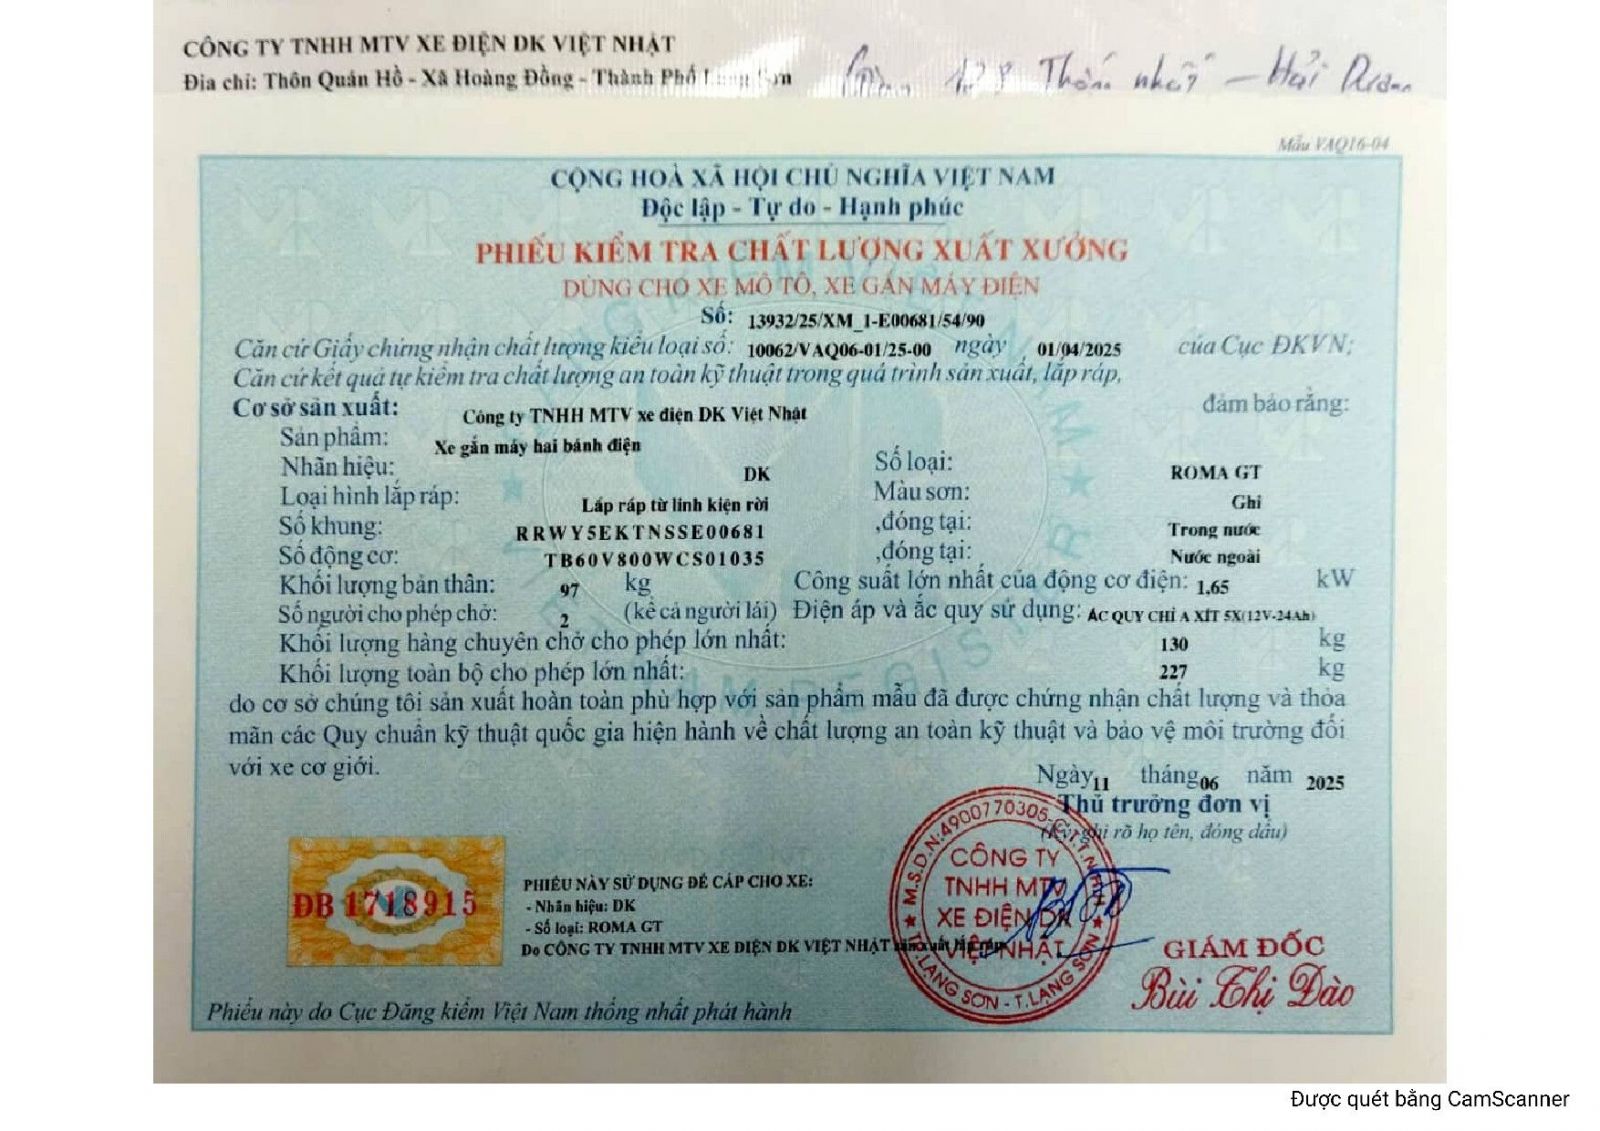 CÔNG TY TNHH MTV XE ĐIỆN DK VIỆT NHẬT
Địa chỉ: Thôn Quán Hồ - Xã Hoàng Đồng - Thành Phố Lạng Sơn
Thống nhất - Hải Dương
Mẫu VAQ16-04
CỘNG HOÀ XÃ HỘI CHỦ NGHĨA VIỆT NAM
Độc lập - Tự do - Hạnh phúc
PHIẾU KIỂM TRA CHẤT LƯỢNG XUẤT XƯỞNG
DÙNG CHO XE MÔ TÔ, XE GẮN MÁY ĐIỆN
Số: 13932/25/XM_1-E00681/54/90
Căn cứ Giấy chứng nhận chất lượng kiểu loại số: 10062/VAQ06-01/25-00 ngày 01/04/2025 của Cục ĐKVN;
Căn cứ kết quả tự kiểm tra chất lượng an toàn kỹ thuật trong quá trình sản xuất, lắp ráp,
Cơ sở sản xuất: Công ty TNHH MTV xe điện DK Việt Nhật đảm bảo rằng:
Sản phẩm: Xe gắn máy hai bánh điện
Nhãn hiệu: DK Số loại: ROMA GT
Loại hình lắp ráp: Lắp ráp từ linh kiện rời Màu sơn: Ghi
Số khung: RRWY5EKTNSSE00681 ,đóng tại: Trong nước
Số động cơ: TB60V800WCS01035 ,đóng tại: Nước ngoài
Khối lượng bản thân: 97 kg Công suất lớn nhất của động cơ điện: 1,65 kW
Số người cho phép chở: 2 (kể cả người lái) Điện áp và ắc quy sử dụng: ẮC QUY CHÌ A XÍT 5X(12V-24Ah)
Khối lượng hàng chuyên chở cho phép lớn nhất: 130 kg
Khối lượng toàn bộ cho phép lớn nhất: 227 kg
do cơ sở chúng tôi sản xuất hoàn toàn phù hợp với sản phẩm mẫu đã được chứng nhận chất lượng và thỏa
mãn các Quy chuẩn kỹ thuật quốc gia hiện hành về chất lượng an toàn kỹ thuật và bảo vệ môi trường đối
với xe cơ giới.
Ngày 11 tháng 06 năm 2025
Thủ trưởng đơn vị
(Ký, ghi rõ họ tên, đóng dấu)
M.S.D.N:4900770305-C.T.T.N.H.H
CÔNG TY
TNHH MTV
XE ĐIỆN DK
VIỆT NHẬT
TP.LẠNG SƠN - T.LẠNG SƠN
ĐB 1718915
PHIẾU NÀY SỬ DỤNG ĐỂ CẤP CHO XE:
- Nhãn hiệu: DK
- Số loại: ROMA GT
Do CÔNG TY TNHH MTV XE ĐIỆN DK VIỆT NHẬT sản xuất lắp ráp
GIÁM ĐỐC
Bùi Thị Đào
Phiếu này do Cục Đăng kiểm Việt Nam thống nhất phát hành
Được quét bằng CamScanner